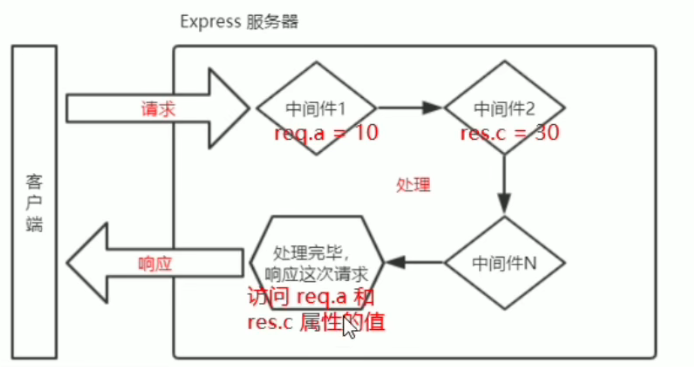 Express 服务器
客户端
请求
中间件1
req.a = 10
中间件2
res.c = 30
处理
中间件N
处理完毕，
响应这次请求
访问 req.a 和
res.c 属性的值
响应